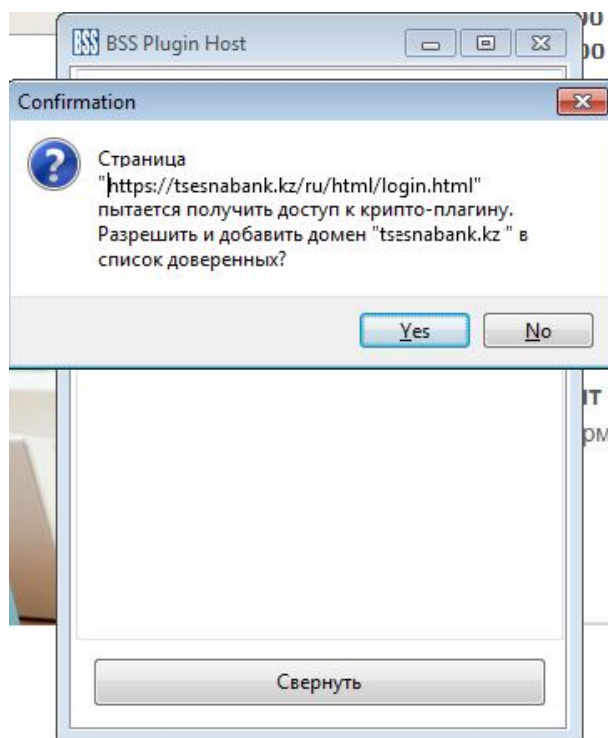 BSS Plugin Host
Confirmation
Страница
"https://tsesnabank.kz/ru/html/login.html"
пытается получить доступ к крипто-плагину.
Разрешить и добавить домен "tsesnabank.kz " в
список доверенных?
Yes
No
Свернуть